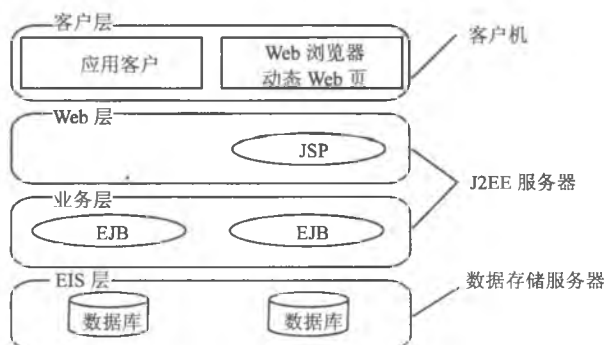 客户层
应用客户
Web 浏览器
动态 Web 页
客户机
Web 层
JSP
J2EE 服务器
业务层
EJB
EJB
EIS 层
数据库
数据库
数据存储服务器